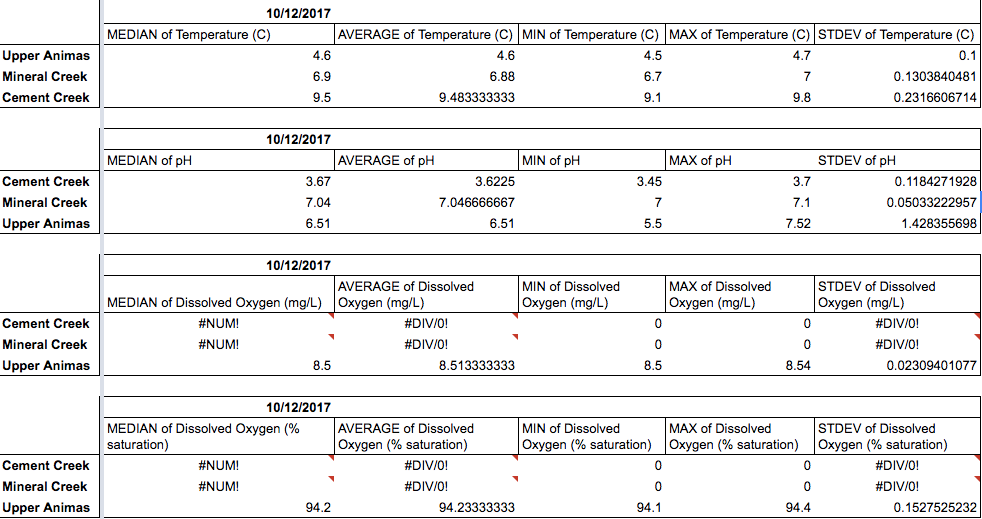 10/12/2017
MEDIAN of Temperature (C) AVERAGE of Temperature (C) MIN of Temperature (C) MAX of Temperature (C) STDEV of Temperature (C)
Upper Animas 4.6 4.6 4.5 4.7 0.1
Mineral Creek 6.9 6.88 6.7 7 0.1303840481
Cement Creek 9.5 9.483333333 9.1 9.8 0.2316606714
10/12/2017
MEDIAN of pH AVERAGE of pH MIN of pH MAX of pH STDEV of pH
Cement Creek 3.67 3.6225 3.45 3.7 0.1184271928
Mineral Creek 7.04 7.046666667 7 7.1 0.05033222957
Upper Animas 6.51 6.51 5.5 7.52 1.428355698
10/12/2017
AVERAGE of Dissolved MIN of Dissolved MAX of Dissolved STDEV of Dissolved
MEDIAN of Dissolved Oxygen (mg/L) Oxygen (mg/L) Oxygen (mg/L) Oxygen (mg/L) Oxygen (mg/L)
Cement Creek #NUM! #DIV/0! 0 0 #DIV/0!
Mineral Creek #NUM! #DIV/0! 0 0 #DIV/0!
Upper Animas 8.5 8.513333333 8.5 8.54 0.02309401077
10/12/2017
MEDIAN of Dissolved Oxygen (% AVERAGE of Dissolved MIN of Dissolved MAX of Dissolved STDEV of Dissolved
saturation) Oxygen (% saturation) Oxygen (% saturation) Oxygen (% saturation) Oxygen (% saturation)
Cement Creek #NUM! #DIV/0! 0 0 #DIV/0!
Mineral Creek #NUM! #DIV/0! 0 0 #DIV/0!
Upper Animas 94.2 94.23333333 94.1 94.4 0.1527525232